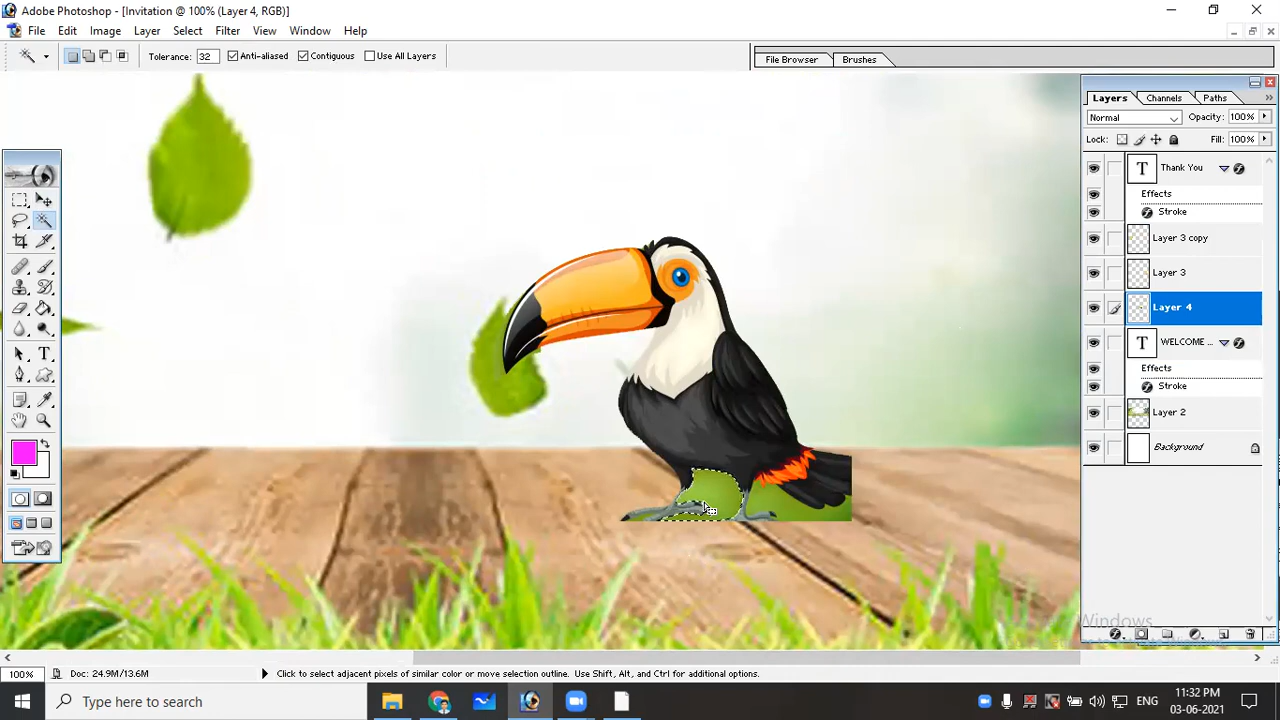 Adobe Photoshop - [Invitation @ 100% (Layer 4, RGB)]
File Edit Image Layer Select Filter View Window Help
Tolerance: 32 Anti-aliased Contiguous Use All Layers
File Browser Brushes
Layers Channels Paths
Normal Opacity: 100%
Lock: Fill: 100%
T Thank You
Effects
Stroke
Layer 3 copy
Layer 3
Layer 4
T WELCOME ...
Effects
Stroke
Layer 2
Background
Windows
100% Doc: 24.9M/13.6M Click to select adjacent pixels of similar color or move selection outline. Use Shift, Alt, and Ctrl for additional options.
Type here to search
ENG
11:32 PM
03-06-2021